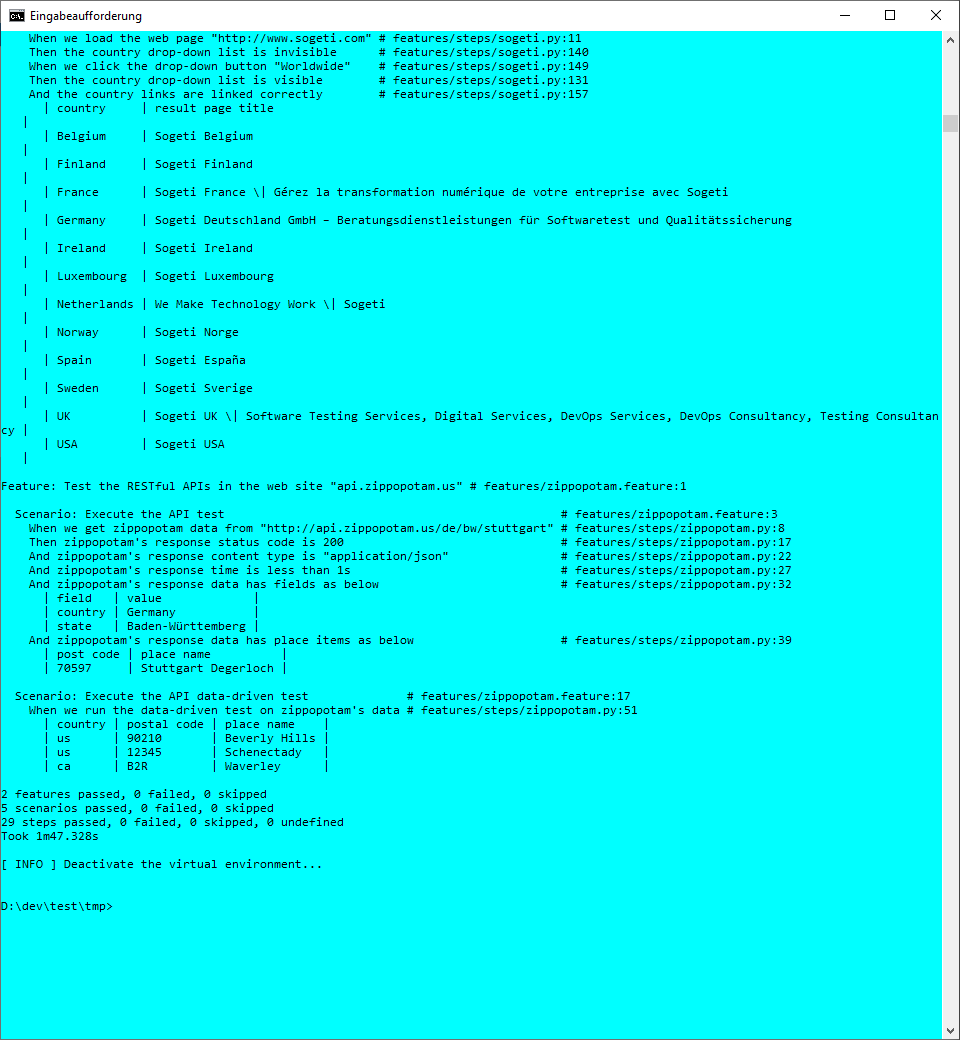 Eingabeaufforderung
    When we load the web page "http://www.sogeti.com" # features/steps/sogeti.py:11
    Then the country drop-down list is invisible      # features/steps/sogeti.py:140
    When we click the drop-down button "Worldwide"    # features/steps/sogeti.py:149
    Then the country drop-down list is visible        # features/steps/sogeti.py:131
    And the country links are linked correctly        # features/steps/sogeti.py:157
      | country     | result page title
   |
      | Belgium     | Sogeti Belgium
   |
      | Finland     | Sogeti Finland
   |
      | France      | Sogeti France \| Gérez la transformation numérique de votre entreprise avec Sogeti
   |
      | Germany     | Sogeti Deutschland GmbH – Beratungsdienstleistungen für Softwaretest und Qualitätssicherung
   |
      | Ireland     | Sogeti Ireland
   |
      | Luxembourg  | Sogeti Luxembourg
   |
      | Netherlands | We Make Technology Work \| Sogeti
   |
      | Norway      | Sogeti Norge
   |
      | Spain       | Sogeti España
   |
      | Sweden      | Sogeti Sverige
   |
      | UK          | Sogeti UK \| Software Testing Services, Digital Services, DevOps Services, DevOps Consultancy, Testing Consultan
cy |
      | USA         | Sogeti USA
   |
Feature: Test the RESTful APIs in the web site "api.zippopotam.us" # features/zippopotam.feature:1
  Scenario: Execute the API test                                                # features/zippopotam.feature:3
    When we get zippopotam data from "http://api.zippopotam.us/de/bw/stuttgart" # features/steps/zippopotam.py:8
    Then zippopotam's response status code is 200                               # features/steps/zippopotam.py:17
    And zippopotam's response content type is "application/json"                # features/steps/zippopotam.py:22
    And zippopotam's response time is less than 1s                              # features/steps/zippopotam.py:27
    And zippopotam's response data has fields as below                          # features/steps/zippopotam.py:32
      | field   | value             |
      | country | Germany           |
      | state   | Baden-Württemberg |
    And zippopotam's response data has place items as below                     # features/steps/zippopotam.py:39
      | post code | place name          |
      | 70597     | Stuttgart Degerloch |
  Scenario: Execute the API data-driven test              # features/zippopotam.feature:17
    When we run the data-driven test on zippopotam's data # features/steps/zippopotam.py:51
      | country | postal code | place name    |
      | us      | 90210       | Beverly Hills |
      | us      | 12345       | Schenectady   |
      | ca      | B2R         | Waverley      |
2 features passed, 0 failed, 0 skipped
5 scenarios passed, 0 failed, 0 skipped
29 steps passed, 0 failed, 0 skipped, 0 undefined
Took 1m47.328s
[ INFO ] Deactivate the virtual environment...
D:\dev\test\tmp>